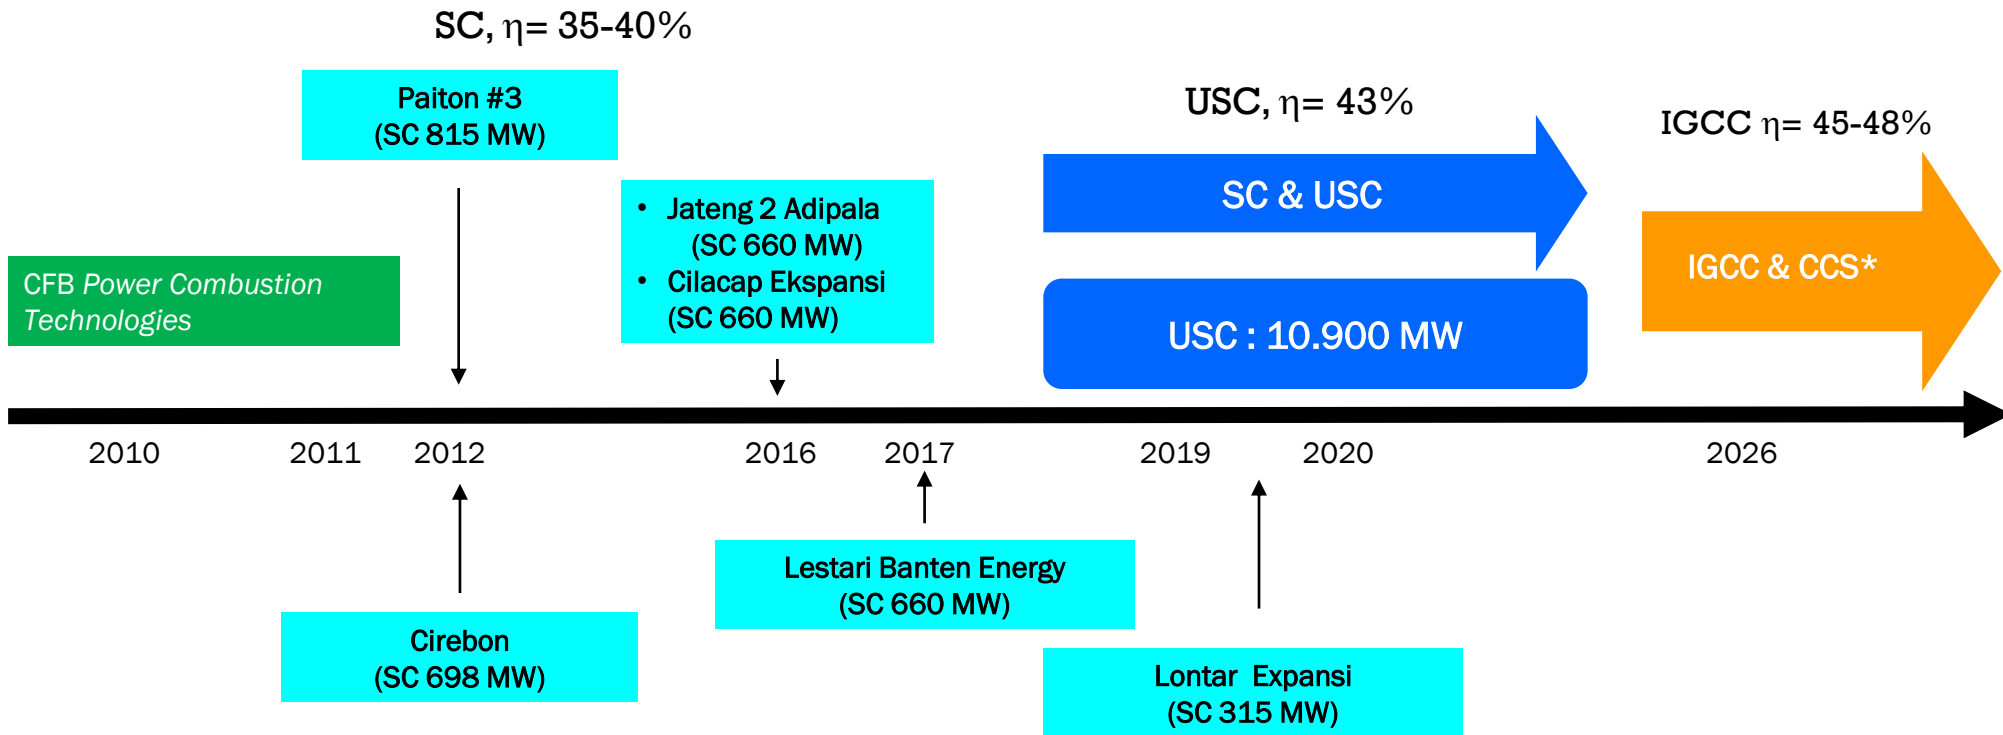 SC, η= 35-40%
Paiton #3
(SC 815 MW)
USC, η= 43%
IGCC η= 45-48%
• Jateng 2 Adipala
(SC 660 MW)
• Cilacap Ekspansi
(SC 660 MW)
SC & USC
CFB Power Combustion
Technologies
IGCC & CCS*
USC : 10.900 MW
2010 2011 2012 2016 2017 2019 2020 2026
Lestari Banten Energy
(SC 660 MW)
Cirebon
(SC 698 MW)
Lontar Expansi
(SC 315 MW)